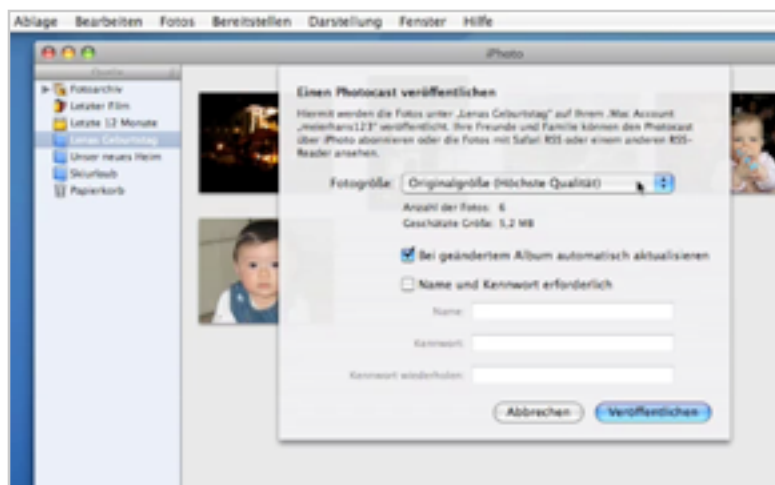 Ablage Bearbeiten Fotos Bereitstellen Darstellung Fenster Hilfe
iPhoto
Quelle
Fotoarchiv
Letzter Film
Letzte 12 Monate
Lenas Geburtstag
Unser neues Heim
Skiurlaub
Papierkorb
Einen Photocast veröffentlichen
Hiermit werden die Fotos unter „Lenas Geburtstag“ auf Ihrem .Mac Account
„meierhans123“ veröffentlicht. Ihre Freunde und Familie können den Photocast
über iPhoto abonnieren oder die Fotos mit Safari RSS oder einem anderen RSS-
Reader ansehen.
Fotogröße: Originalgröße (Höchste Qualität)
Anzahl der Fotos: 6
Geschätzte Größe: 5,2 MB
Bei geändertem Album automatisch aktualisieren
Name und Kennwort erforderlich
Name:
Kennwort:
Kennwort wiederholen:
Abbrechen Veröffentlichen